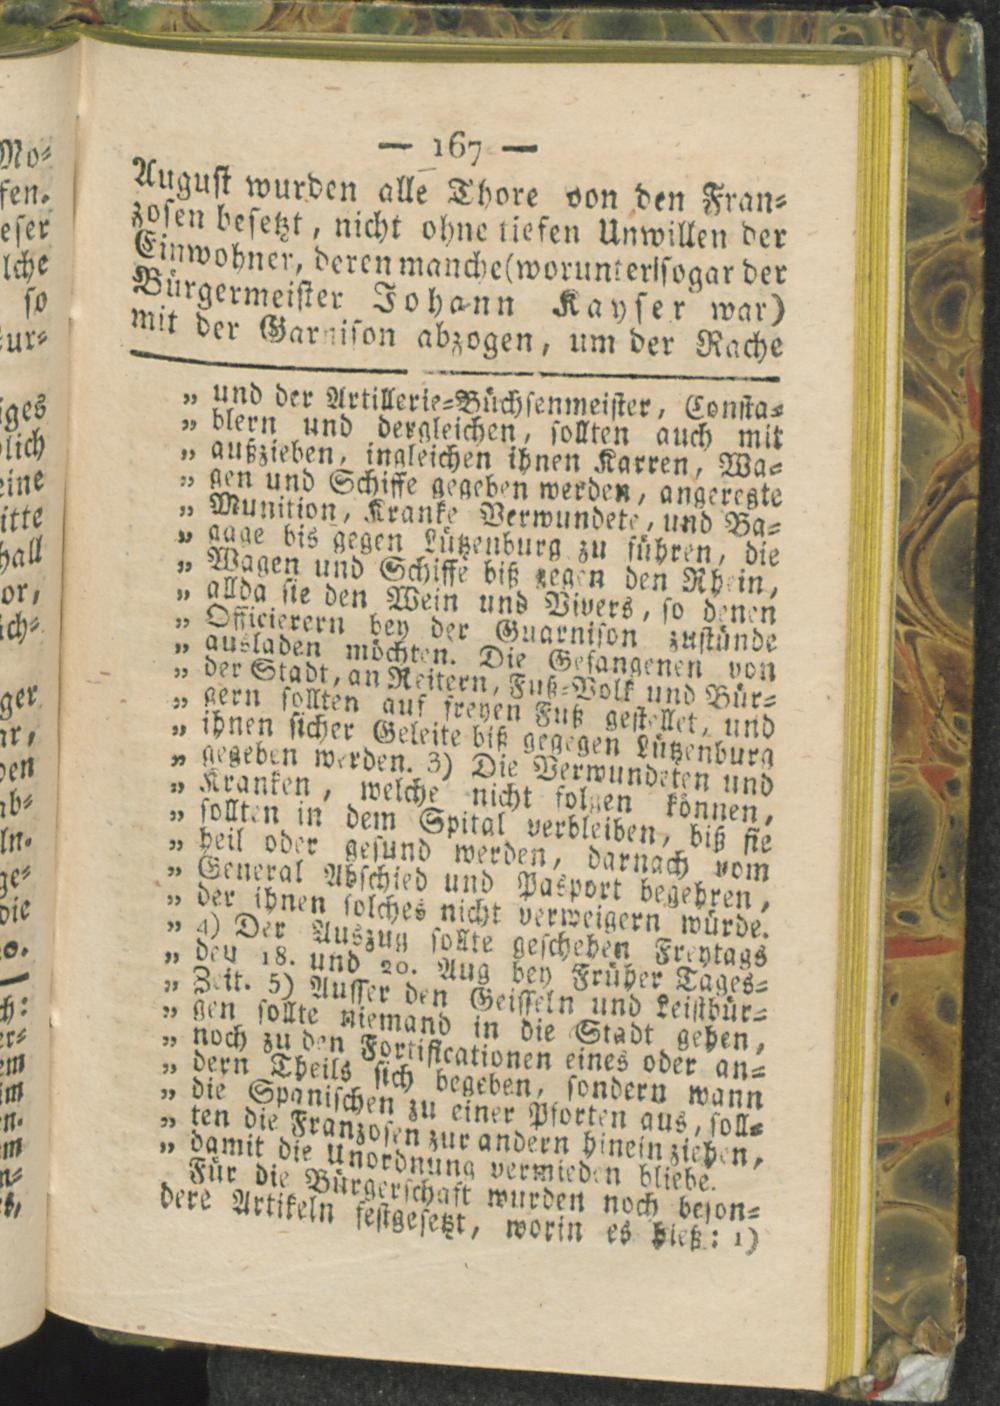 — 167 —
August wurden alle Thore von den Fran-
zosen besetzt, nicht ohne tiefen Unwillen der
Einwohner, deren manche (worunter sogar der
Bürgermeister Johann Kayser war)
mit der Garnison abzogen, um der Rache
„ und der Artillerie-Büchsenmeister, Consta-
„ blern und dergleichen, sollten auch mit
„ außziehen, ingleichen ihnen Karren, Wa-
„ gen und Schiffe gegeben werden, angeregte
„ Munition, Kranke Verwundete, und Ba-
„ gage bis gegen Lützenburg zu führen, die
„ Wagen und Schiffe biß gegen den Rhein,
„ allda sie den Wein und Vivers, so denen
„ Officierern bey der Guarnison zustünde
„ ausladen möchten. Die Gefangenen von
„ der Stadt, an Reitern, Fuß-Volk und Bür-
„ gern sollten auf freyen Fuß gestellet, und
„ ihnen sicher Geleite biß gegegen Lützenburg
„ gegeben werden. 3) Die Verwundeten und
„ Kranken, welche nicht folgen können,
„ sollten in dem Spital verbleiben, biß sie
„ heil oder gesund werden, darnach vom
„ General Abschied und Pasport begehren,
„ der ihnen solches nicht verweigern würde.
„ 4) Der Auszug sollte geschehen Freytags
„ den 18. und 20. Aug bey Früher Tages-
„ Zeit. 5) Ausser den Geisseln und Leistbür-
„ gen sollte niemand in die Stadt gehen,
„ noch zu den Fortificationen eines oder an-
„ dern Theils sich begeben, sondern wann
„ die Spanischen zu einer Pforten aus, soll-
„ ten die Franzosen zur andern hinein ziehen,
„ damit die Unordnung vermieden bliebe.
Für die Bürgerschaft wurden noch beson-
dere Artikeln festgesetzt, worin es hieß: 1)